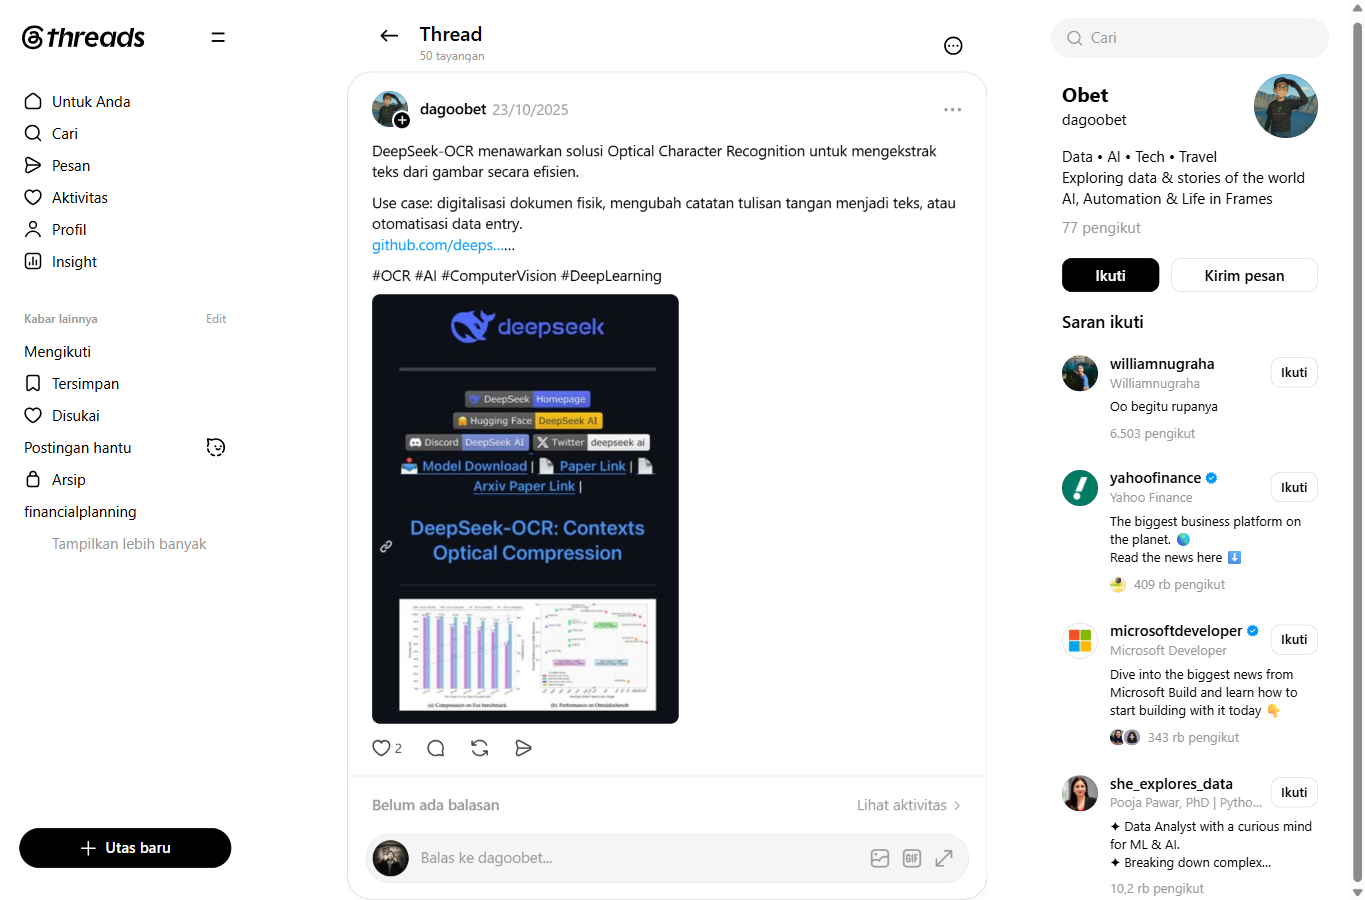 threads
Untuk Anda
Cari
Pesan
Aktivitas
Profil
Insight
Kabar lainnya
Edit
Mengikuti
Tersimpan
Disukai
Postingan hantu
Arsip
financialplanning
Tampilkan lebih banyak
Utas baru
Thread
50 tayangan
dagoobet 23/10/2025
DeepSeek-OCR menawarkan solusi Optical Character Recognition untuk mengekstrak
teks dari gambar secara efisien.
Use case: digitalisasi dokumen fisik, mengubah catatan tulisan tangan menjadi teks, atau
otomatisasi data entry.
github.com/deeps......
#OCR #AI #ComputerVision #DeepLearning
deepseek
DeepSeek Homepage
Hugging Face DeepSeek AI
Discord DeepSeek AI Twitter deepseek_ai
Model Download | Paper Link |
Arxiv Paper Link |
DeepSeek-OCR: Contexts
Optical Compression
(a) Compression on Fox benchmark
(b) Performance on Omnidocbench
2
Belum ada balasan
Lihat aktivitas
Balas ke dagoobet...
GIF
Cari
Obet
dagoobet
Data • AI • Tech • Travel
Exploring data & stories of the world
AI, Automation & Life in Frames
77 pengikut
Ikuti
Kirim pesan
Saran ikuti
williamnugraha
Williamnugraha
Ikuti
Oo begitu rupanya
6.503 pengikut
yahoofinance
Yahoo Finance
Ikuti
The biggest business platform on
the planet. 🌎
Read the news here ⬇️
409 rb pengikut
microsoftdeveloper
Microsoft Developer
Ikuti
Dive into the biggest news from
Microsoft Build and learn how to
start building with it today 👇
343 rb pengikut
she_explores_data
Pooja Pawar, PhD | Pytho...
Ikuti
✦ Data Analyst with a curious mind
for ML & AI.
✦ Breaking down complex...
10,2 rb pengikut